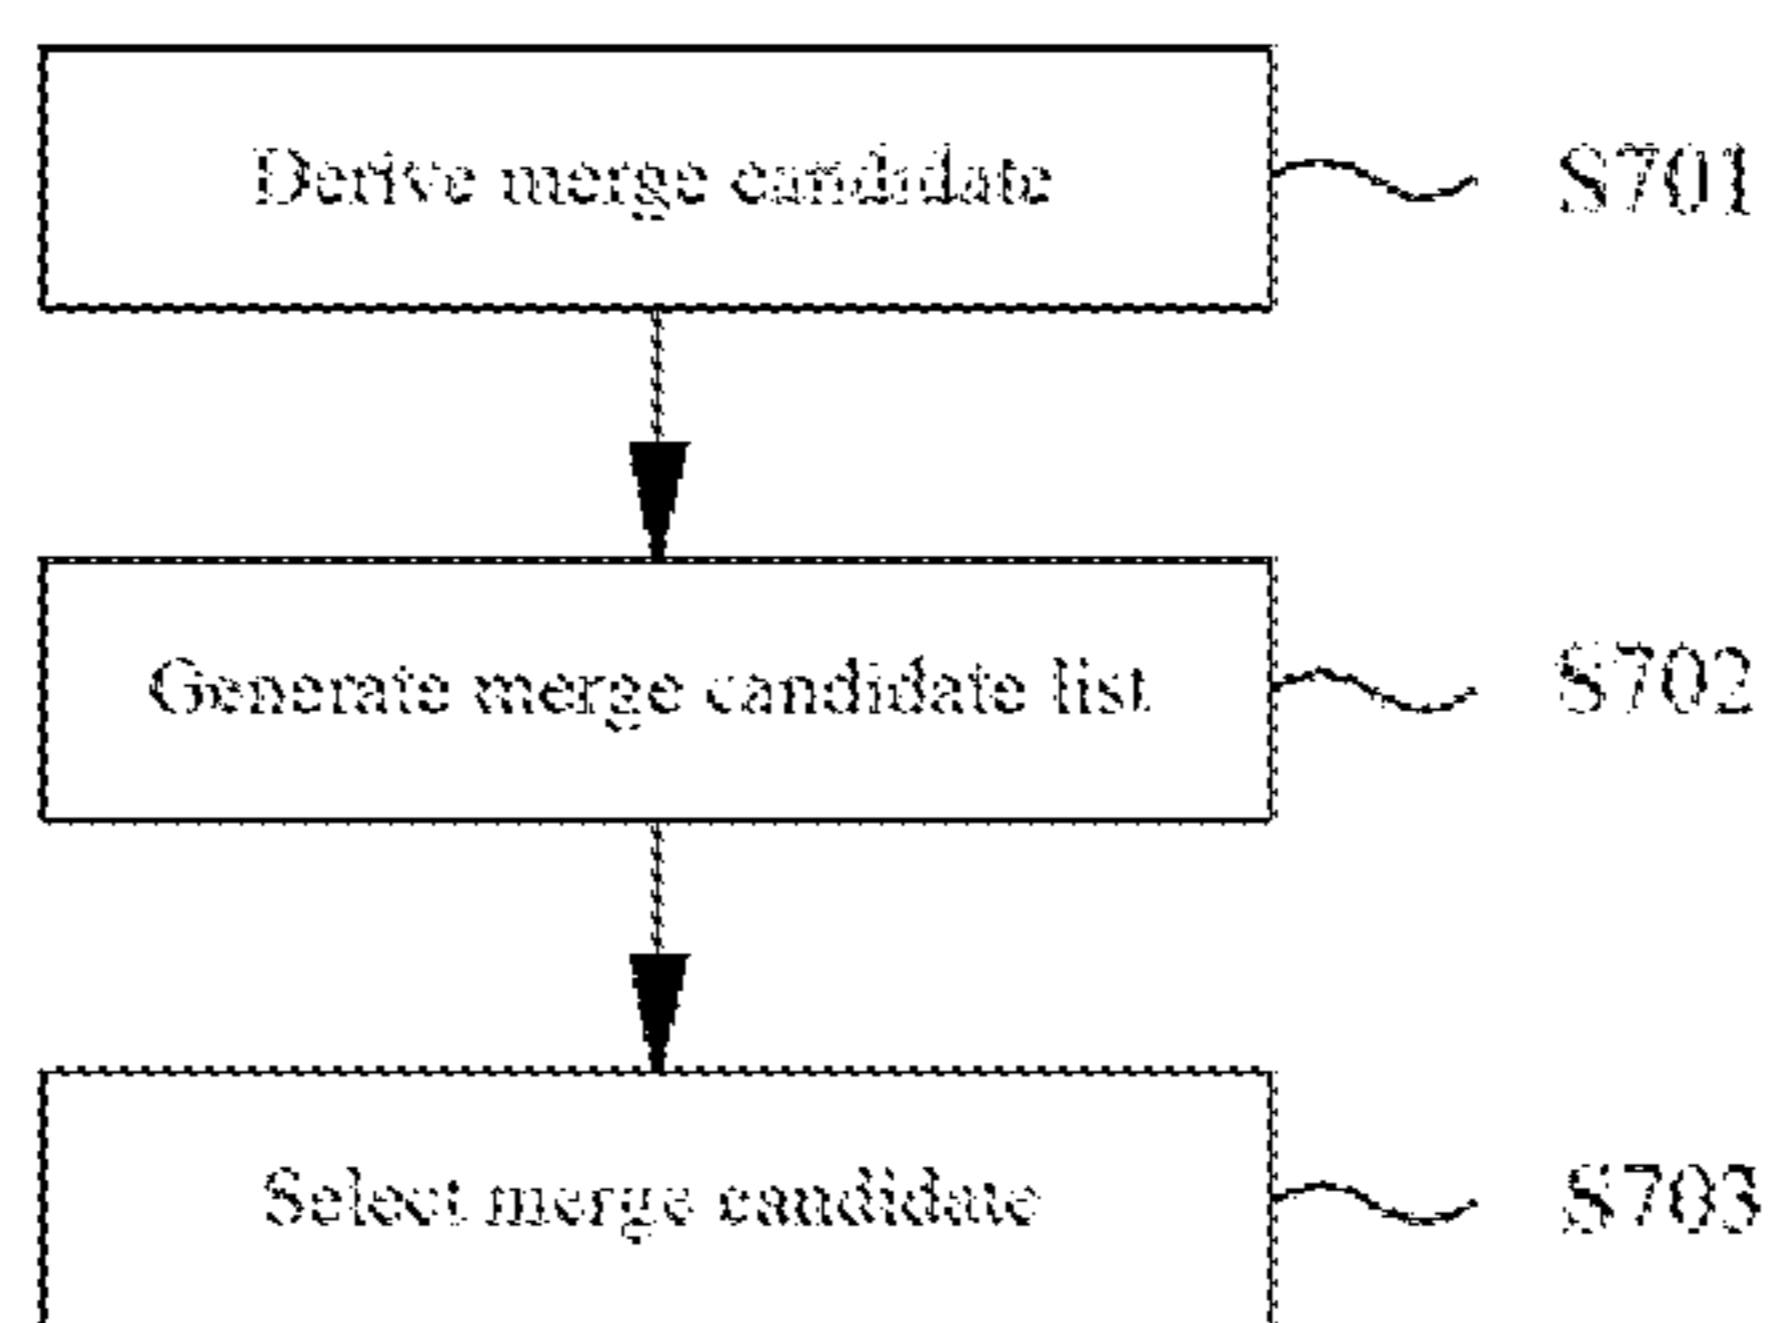 Derive merge candidate S701
Generate merge candidate list S702
Select merge candidate S703